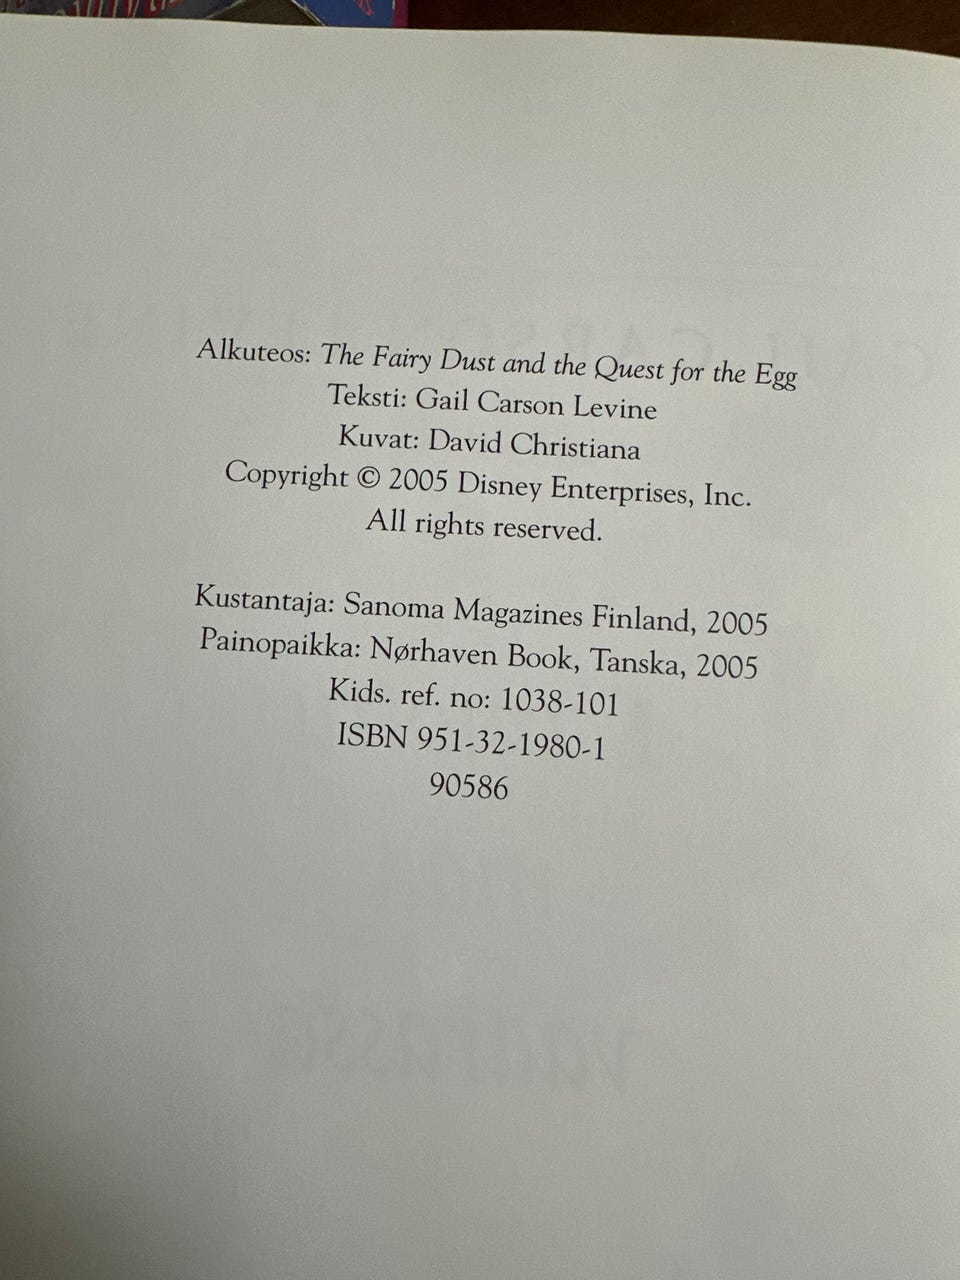 Alkuteos: The Fairy Dust and the Quest for the Egg
Teksti: Gail Carson Levine
Kuvat: David Christiana
Copyright © 2005 Disney Enterprises, Inc.
All rights reserved.
Kustantaja: Sanoma Magazines Finland, 2005
Painopaikka: Nørhaven Book, Tanska, 2005
Kids. ref. no: 1038-101
ISBN 951-32-1980-1
90586